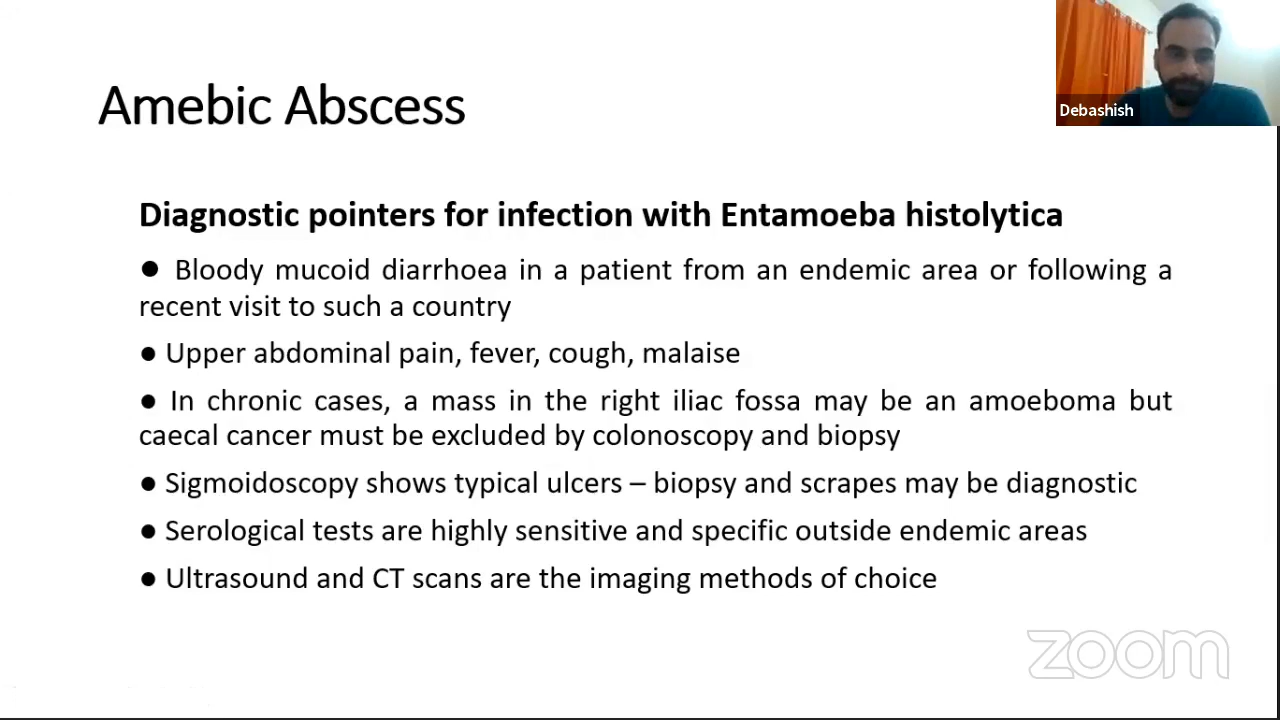 Amebic Abscess
Debashish
Diagnostic pointers for infection with Entamoeba histolytica
● Bloody mucoid diarrhoea in a patient from an endemic area or following a
recent visit to such a country
● Upper abdominal pain, fever, cough, malaise
● In chronic cases, a mass in the right iliac fossa may be an amoeboma but
caecal cancer must be excluded by colonoscopy and biopsy
● Sigmoidoscopy shows typical ulcers – biopsy and scrapes may be diagnostic
● Serological tests are highly sensitive and specific outside endemic areas
● Ultrasound and CT scans are the imaging methods of choice
zoom